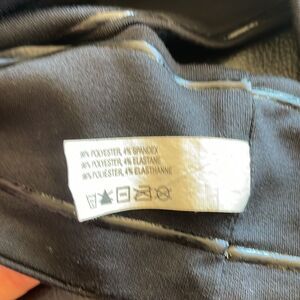 96% POLYESTER, 4% SPANDEX
96% POLYESTER, 4% ELASTANE
96% POLYESTER, 4% ELASTHANNE